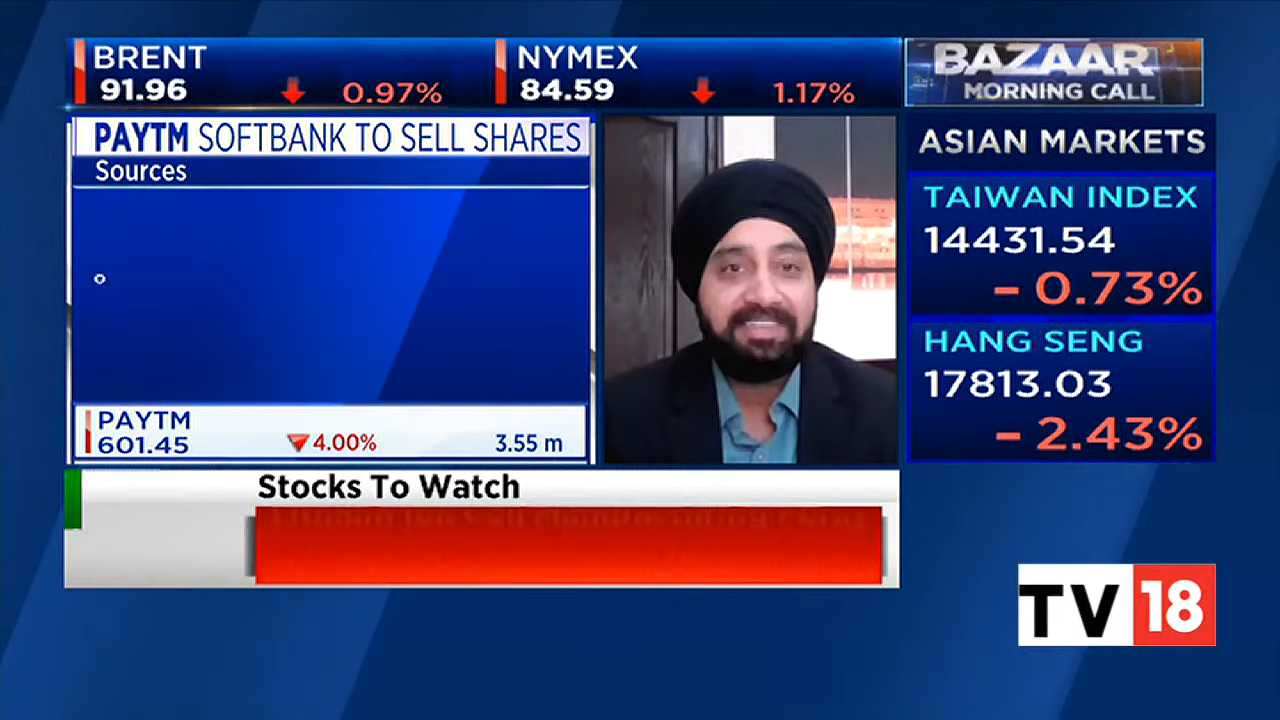 BRENT
91.96 0.97%
NYMEX
84.59 1.17%
BAZAAR
MORNING CALL
PAYTM SOFTBANK TO SELL SHARES
Sources
PAYTM
601.45 4.00% 3.55 m
ASIAN MARKETS
TAIWAN INDEX
14431.54
- 0.73%
HANG SENG
17813.03
- 2.43%
Stocks To Watch
TV 18